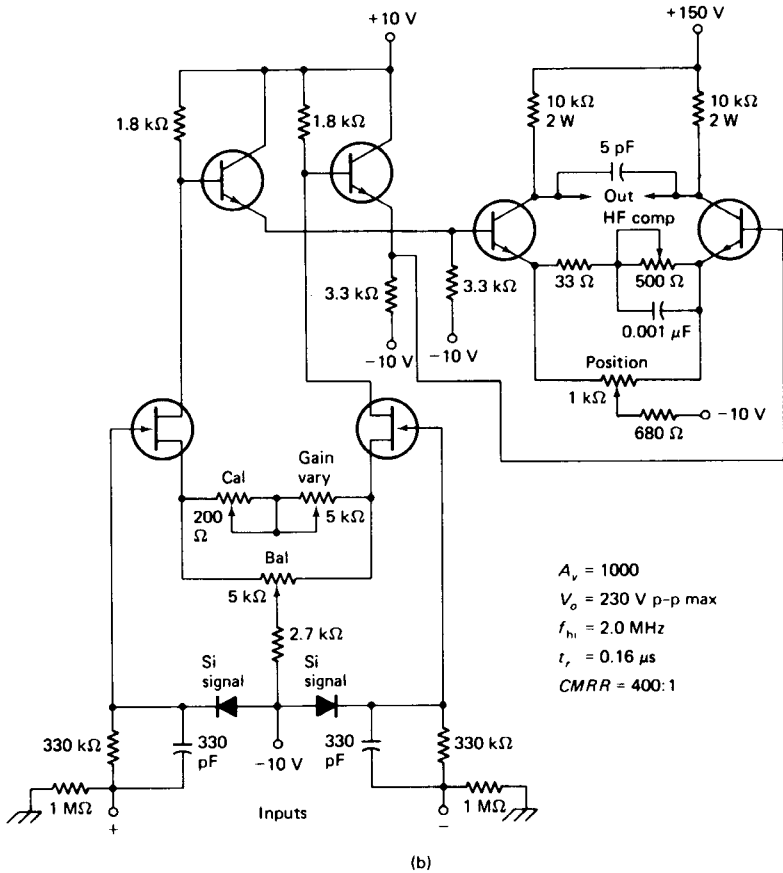 +10 V
+150 V
1.8 kΩ
1.8 kΩ
10 kΩ
2 W
10 kΩ
2 W
5 pF
Out
HF comp
33 Ω
500 Ω
0.001 μF
3.3 kΩ
3.3 kΩ
−10 V
−10 V
Position
1 kΩ
−10 V
680 Ω
Cal
Gain
vary
200
Ω
5 kΩ
Bal
5 kΩ
2.7 kΩ
Si
signal
Si
signal
330 kΩ
330
pF
−10 V
330
pF
330 kΩ
1 MΩ
+
Inputs
−
1 MΩ
Av = 1000
Vo = 230 V p-p max
fhi = 2.0 MHz
tr = 0.16 μs
CMRR = 400:1
(b)